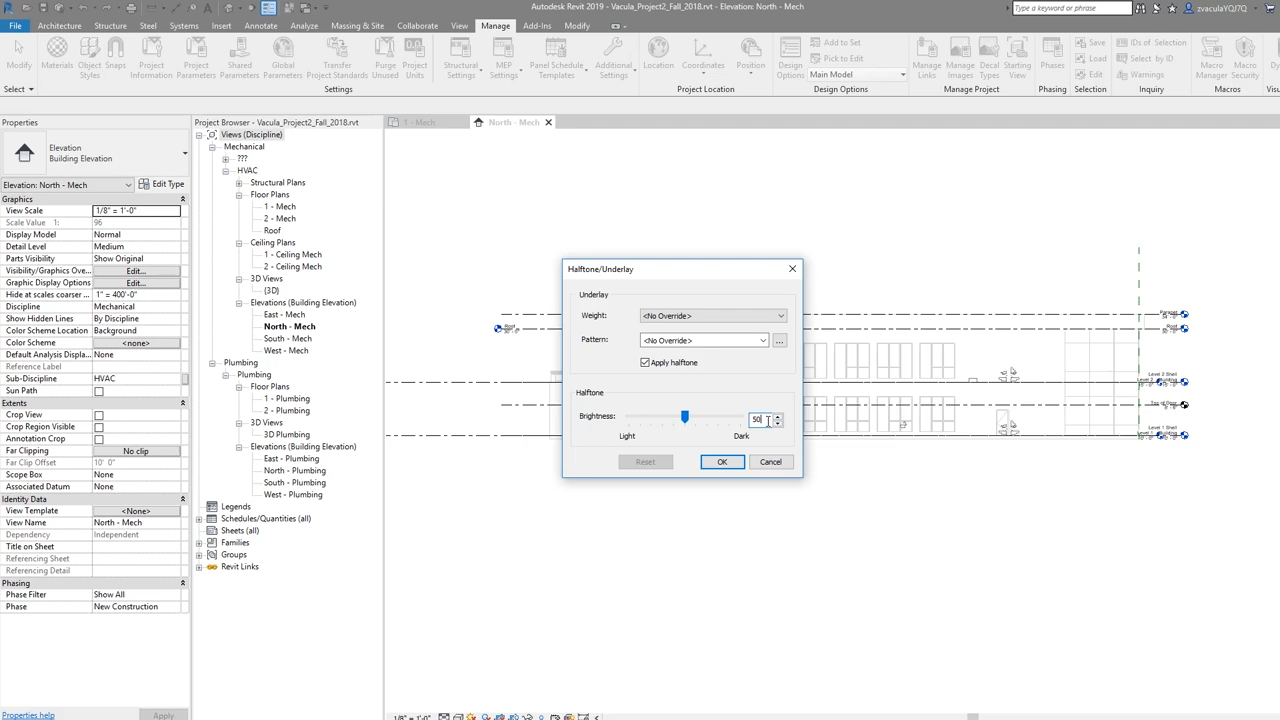 Autodesk Revit 2019 - Vacula_Project2_Fall_2018.rvt - Elevation: North - Mech
Type a keyword or phrase
zvaculaYQJ7Q
File Architecture Structure Steel Systems Insert Annotate Analyze Massing & Site Collaborate View Manage Add-Ins Modify
Modify
Materials
Object Styles
Snaps
Project Information
Project Parameters
Shared Parameters
Global Parameters
Transfer Project Standards
Purge Unused
Project Units
Structural Settings
MEP Settings
Panel Schedule Templates
Additional Settings
Location
Coordinates
Position
Design Options
Add to Set
Pick to Edit
Main Model
Manage Links
Manage Images
Decal Types
Starting View
Phases
Save
Load
Edit
IDs of Selection
Select by ID
Warnings
Macro Manager
Macro Security
Select Settings Project Location Design Options Manage Project Phasing Selection Inquiry Macros
Properties
Elevation
Building Elevation
Elevation: North - Mech
Edit Type
Graphics
View Scale 1/8" = 1'-0"
Scale Value 1: 96
Display Model Normal
Detail Level Medium
Parts Visibility Show Original
Visibility/Graphics Ove... Edit...
Graphic Display Options Edit...
Hide at scales coarser ... 1" = 400'-0"
Discipline Mechanical
Show Hidden Lines By Discipline
Color Scheme Location Background
Color Scheme <none>
Default Analysis Displa... None
Reference Label
Sub-Discipline HVAC
Sun Path
Extents
Crop View
Crop Region Visible
Annotation Crop
Far Clipping No clip
Far Clip Offset 10' 0"
Scope Box None
Associated Datum None
Identity Data
View Template <None>
View Name North - Mech
Dependency Independent
Title on Sheet
Referencing Sheet
Referencing Detail
Phasing
Phase Filter Show All
Phase New Construction
Properties help
Apply
Project Browser - Vacula_Project2_Fall_2018.rvt
Views (Discipline)
Mechanical
???
HVAC
Structural Plans
Floor Plans
1 - Mech
2 - Mech
Roof
Ceiling Plans
1 - Ceiling Mech
2 - Ceiling Mech
3D Views
{3D}
Elevations (Building Elevation)
East - Mech
North - Mech
South - Mech
West - Mech
Plumbing
Plumbing
Floor Plans
1 - Plumbing
2 - Plumbing
3D Views
3D Plumbing
Elevations (Building Elevation)
East - Plumbing
North - Plumbing
South - Plumbing
West - Plumbing
Legends
Schedules/Quantities (all)
Sheets (all)
Families
Groups
Revit Links
1 - Mech
North - Mech
Halftone/Underlay
Underlay
Weight: <No Override>
Pattern: <No Override> ...
Apply halftone
Halftone
Brightness: 50
Light Dark
Reset OK Cancel
Roof
Parapet
Roof
Level 2 Shell
Level 1 Shell
1/8" = 1'-0"